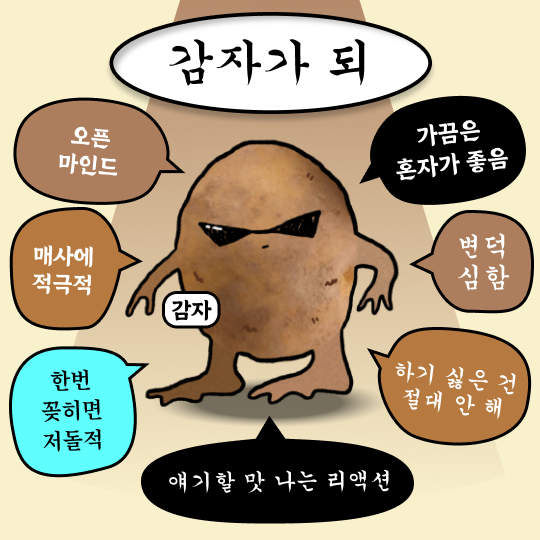 감자가 되
오픈
마인드
가끔은
혼자가 좋음
매사에
적극적
변덕
심함
감자
한번
꽂히면
저돌적
하기 싫은 건
절대 안 해
얘기할 맛 나는 리액션